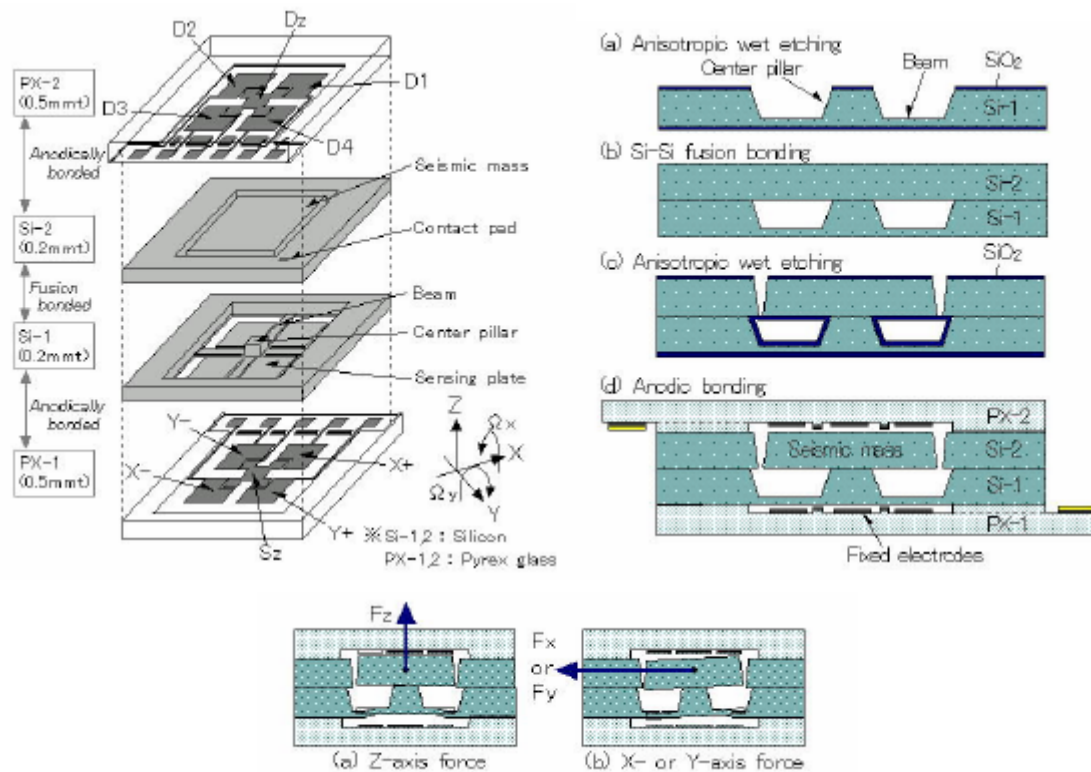 D2
Dz
D1
D3
D4
PX-2
(0.5mmt)
Anodically
bonded
Si-2
(0.2mmt)
Fusion
bonded
Si-1
(0.2mmt)
Anodically
bonded
PX-1
(0.5mmt)
Seismic mass
Contact pad
Beam
Center pillar
Sensing plate
Y-
X-
X+
Y+
Sz
Z
Ωx
X
Ωy
Y
※Si-1,2 : Silicon
PX-1,2 : Pyrex glass
(a) Anisotropic wet etching
Center pillar
Beam
SiO₂
Si-1
(b) Si-Si fusion bonding
Si-2
Si-1
(c) Anisotropic wet etching
SiO₂
(d) Anodic bonding
PX-2
Seismic mass
Si-2
Si-1
PX-1
Fixed electrodes
Fz
Fx
or
Fy
(a) Z-axis force
(b) X- or Y-axis force